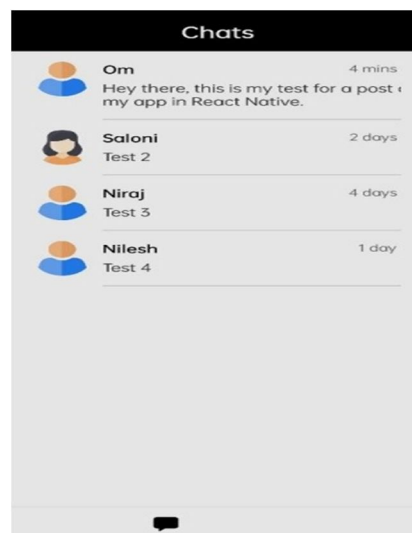 Chats
Om
4 mins
Hey there, this is my test for a post
my app in React Native.
Saloni
2 days
Test 2
Niraj
4 days
Test 3
Nilesh
1 day
Test 4